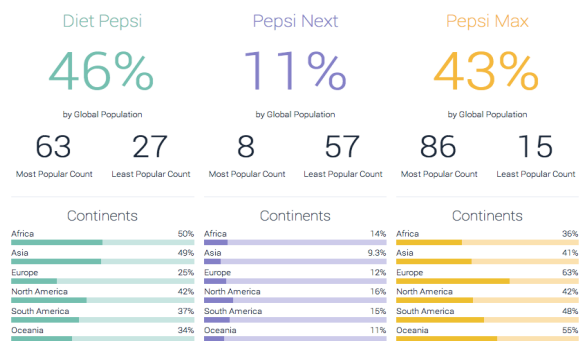 Diet Pepsi
46%
by Global Population
63 27
Most Popular Count Least Popular Count
Continents
Africa 50%
Asia 49%
Europe 25%
North America 42%
South America 37%
Oceania 34%
Pepsi Next
11%
by Global Population
8 57
Most Popular Count Least Popular Count
Continents
Africa 14%
Asia 9.3%
Europe 12%
North America 16%
South America 15%
Oceania 11%
Pepsi Max
43%
by Global Population
86 15
Most Popular Count Least Popular Count
Continents
Africa 36%
Asia 41%
Europe 63%
North America 42%
South America 48%
Oceania 55%